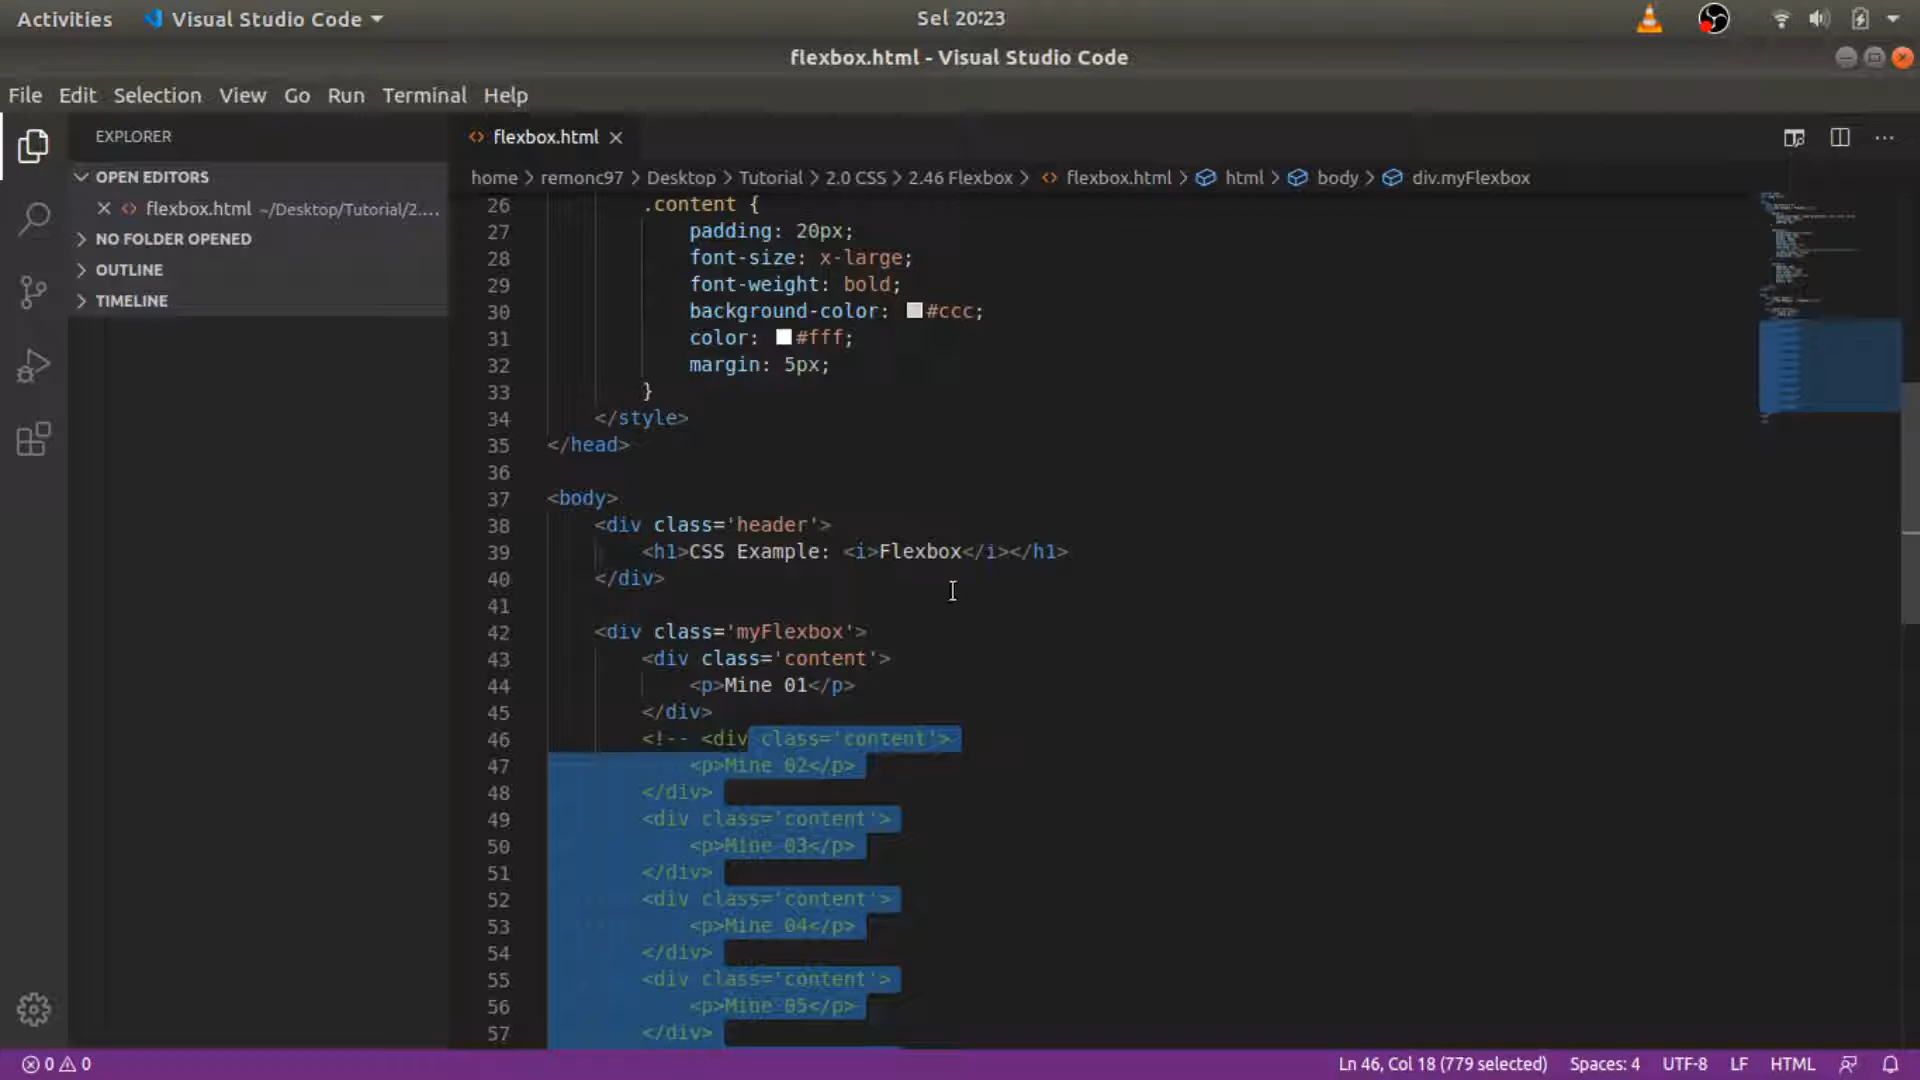 Activities Visual Studio Code Sel 20:23
flexbox.html - Visual Studio Code
File Edit Selection View Go Run Terminal Help
EXPLORER
OPEN EDITORS
flexbox.html ~/Desktop/Tutorial/2....
NO FOLDER OPENED
OUTLINE
TIMELINE
flexbox.html
home > remonc97 > Desktop > Tutorial > 2.0 CSS > 2.46 Flexbox > flexbox.html > html > body > div.myFlexbox
26 .content {
27 padding: 20px;
28 font-size: x-large;
29 font-weight: bold;
30 background-color: #ccc;
31 color: #fff;
32 margin: 5px;
33 }
34 </style>
35 </head>
36
37 <body>
38 <div class='header'>
39 <h1>CSS Example: <i>Flexbox</i></h1>
40 </div>
41
42 <div class='myFlexbox'>
43 <div class='content'>
44 <p>Mine 01</p>
45 </div>
46 <!-- <div class='content'>
47 <p>Mine 02</p>
48 </div>
49 <div class='content'>
50 <p>Mine 03</p>
51 </div>
52 <div class='content'>
53 <p>Mine 04</p>
54 </div>
55 <div class='content'>
56 <p>Mine 05</p>
57 </div>
0 0 Ln 46, Col 18 (779 selected) Spaces: 4 UTF-8 LF HTML